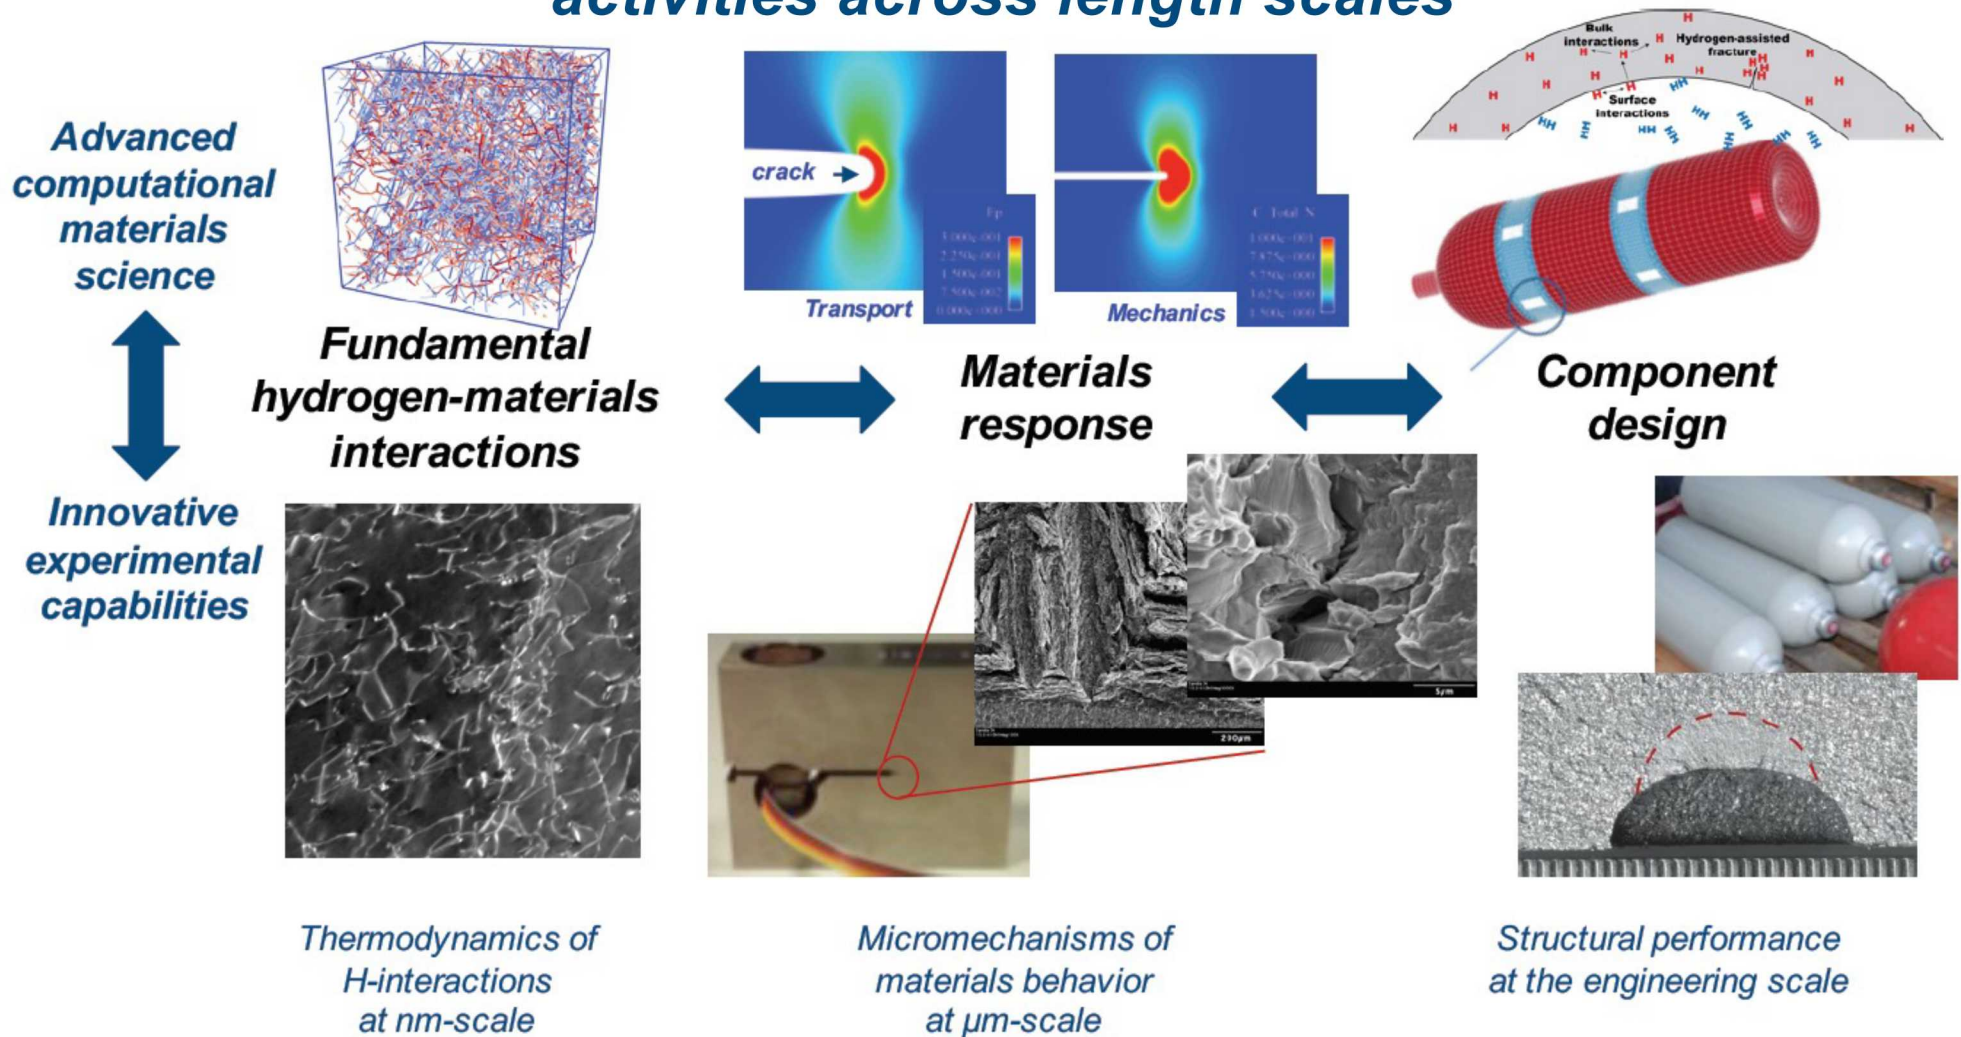 activities across length scales
Bulk
interactions
Hydrogen-assisted
fracture
Surface
interactions
Advanced
computational
materials
science
crack
Transport
Mechanics
Fundamental
hydrogen-materials
interactions
Materials
response
Component
design
Innovative
experimental
capabilities
5µm
200µm
Thermodynamics of
H-interactions
at nm-scale
Micromechanisms of
materials behavior
at µm-scale
Structural performance
at the engineering scale